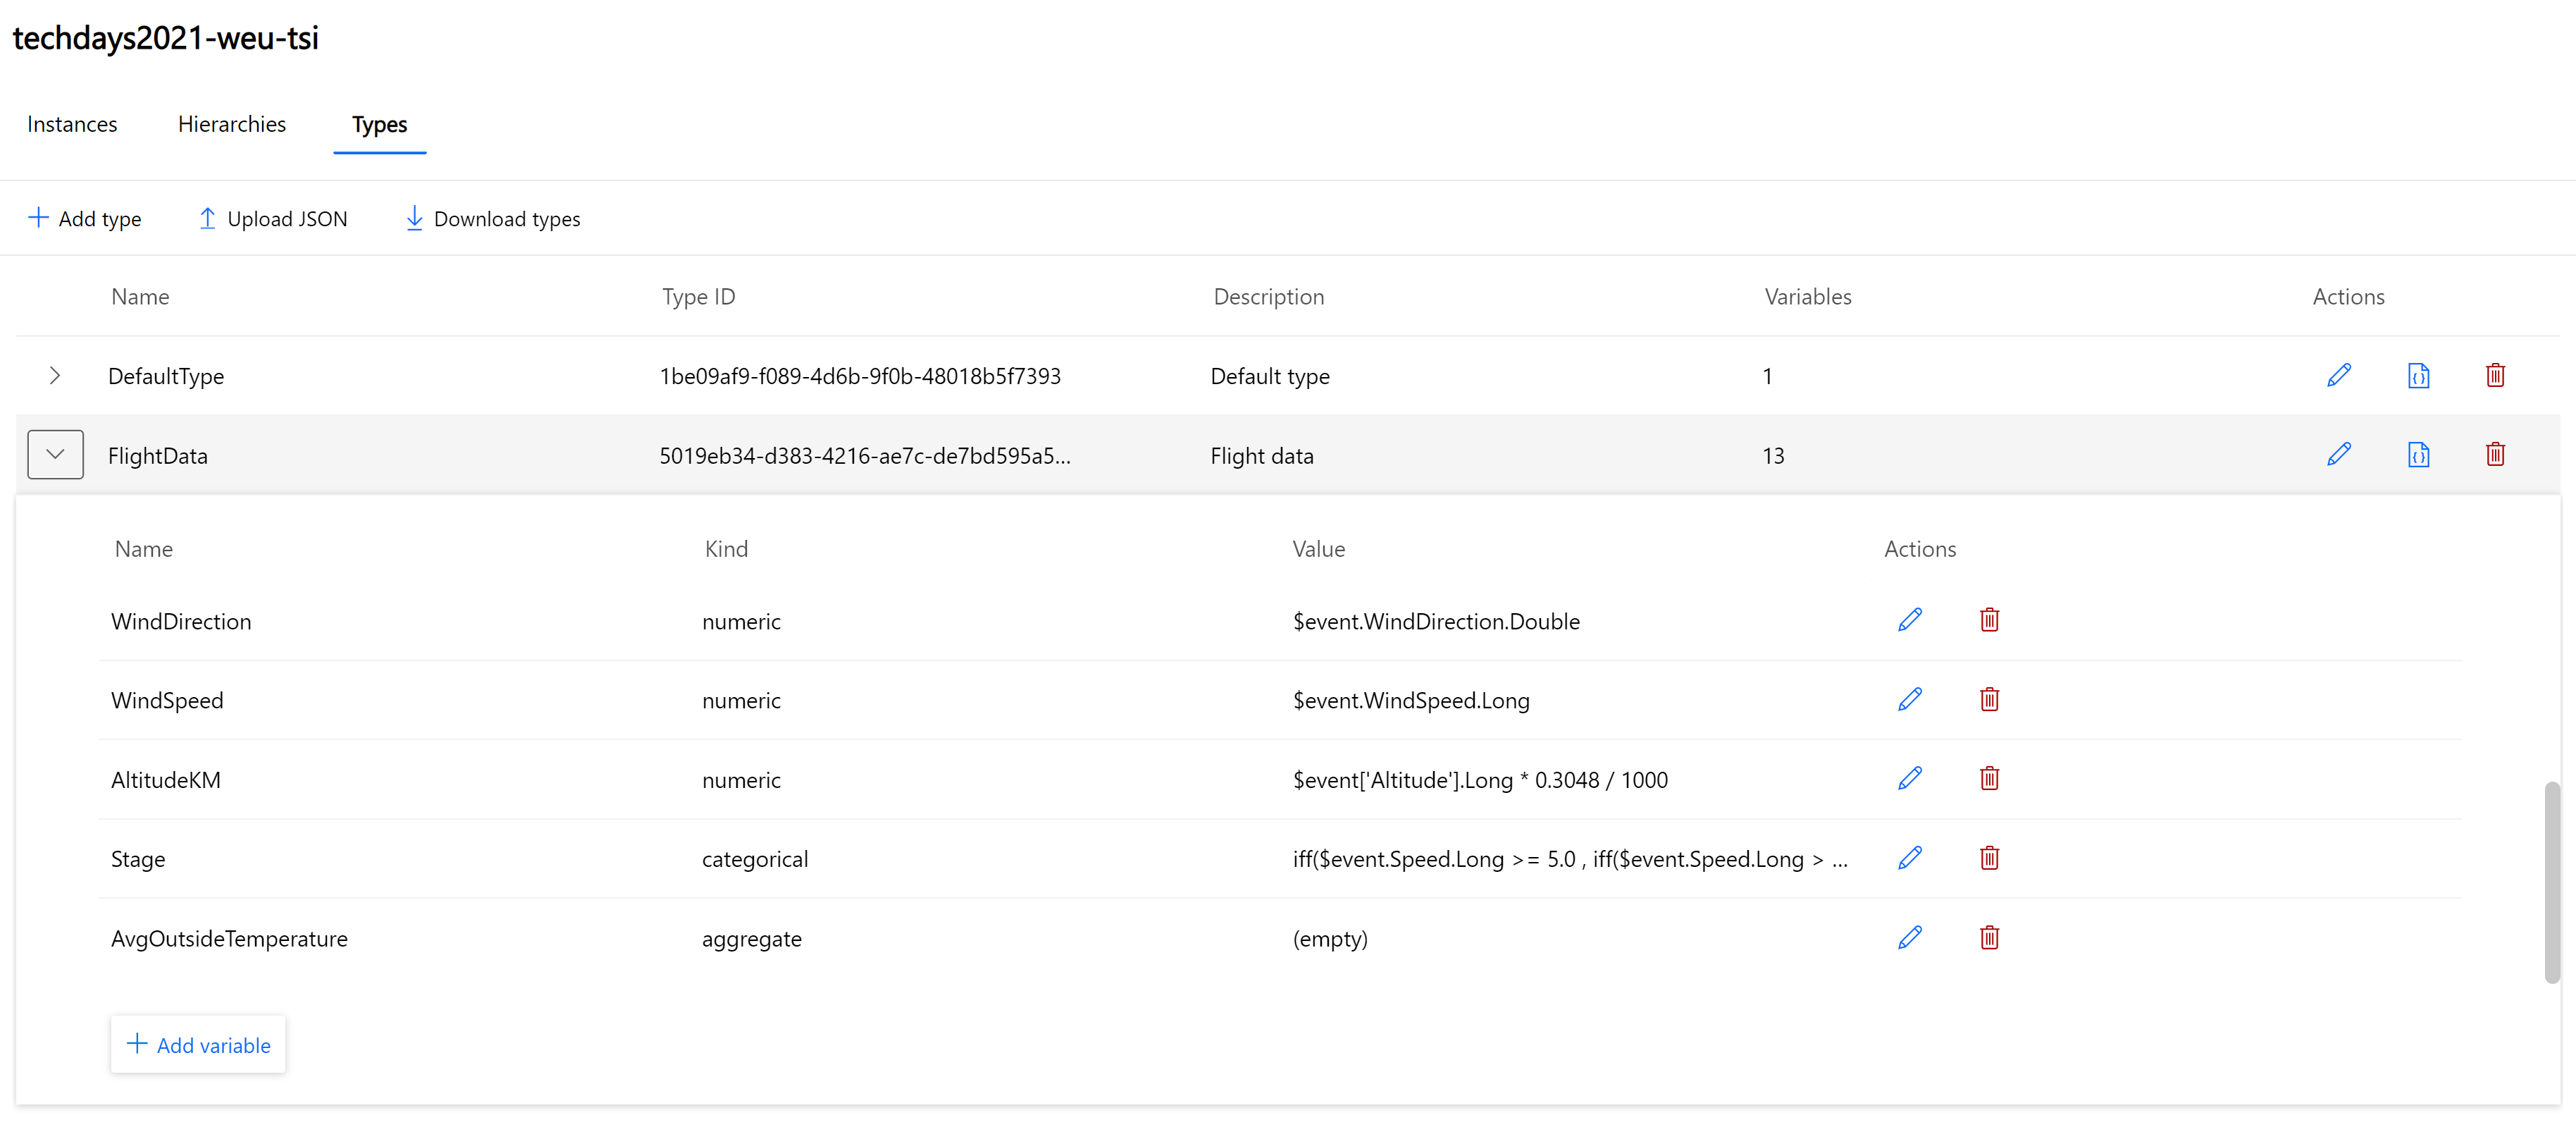 techdays2021-weu-tsi
Instances Hierarchies Types
Add type Upload JSON Download types
Name Type ID Description Variables Actions
DefaultType 1be09af9-f089-4d6b-9f0b-48018b5f7393 Default type 1
FlightData 5019eb34-d383-4216-ae7c-de7bd595a5... Flight data 13
Name Kind Value Actions
WindDirection numeric $event.WindDirection.Double
WindSpeed numeric $event.WindSpeed.Long
AltitudeKM numeric $event['Altitude'].Long * 0.3048 / 1000
Stage categorical iff($event.Speed.Long >= 5.0 , iff($event.Speed.Long > ...
AvgOutsideTemperature aggregate (empty)
Add variable